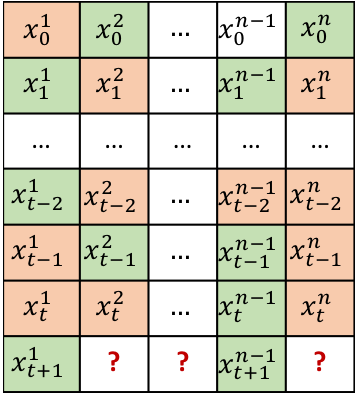 x_0^1 x_0^2 ... x_0^{n-1} x_0^n
x_1^1 x_1^2 ... x_1^{n-1} x_1^n
... ... ... ... ...
x_{t-2}^1 x_{t-2}^2 ... x_{t-2}^{n-1} x_{t-2}^n
x_{t-1}^1 x_{t-1}^2 ... x_{t-1}^{n-1} x_{t-1}^n
x_t^1 x_t^2 ... x_t^{n-1} x_t^n
x_{t+1}^1 ? ? x_{t+1}^{n-1} ?